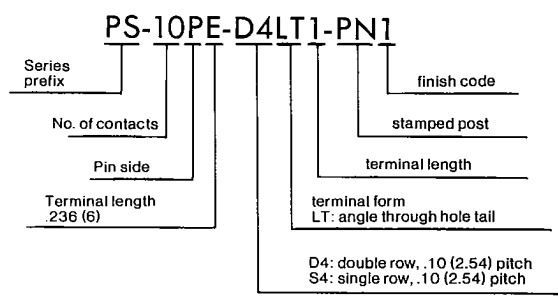 PS-10PE-D4LT1-PN1
Series
prefix
finish code
No. of contacts
stamped post
Pin side
terminal length
Terminal length
.236 (6)
terminal form
LT: angle through hole tail
D4: double row, .10 (2.54) pitch
S4: single row, .10 (2.54) pitch